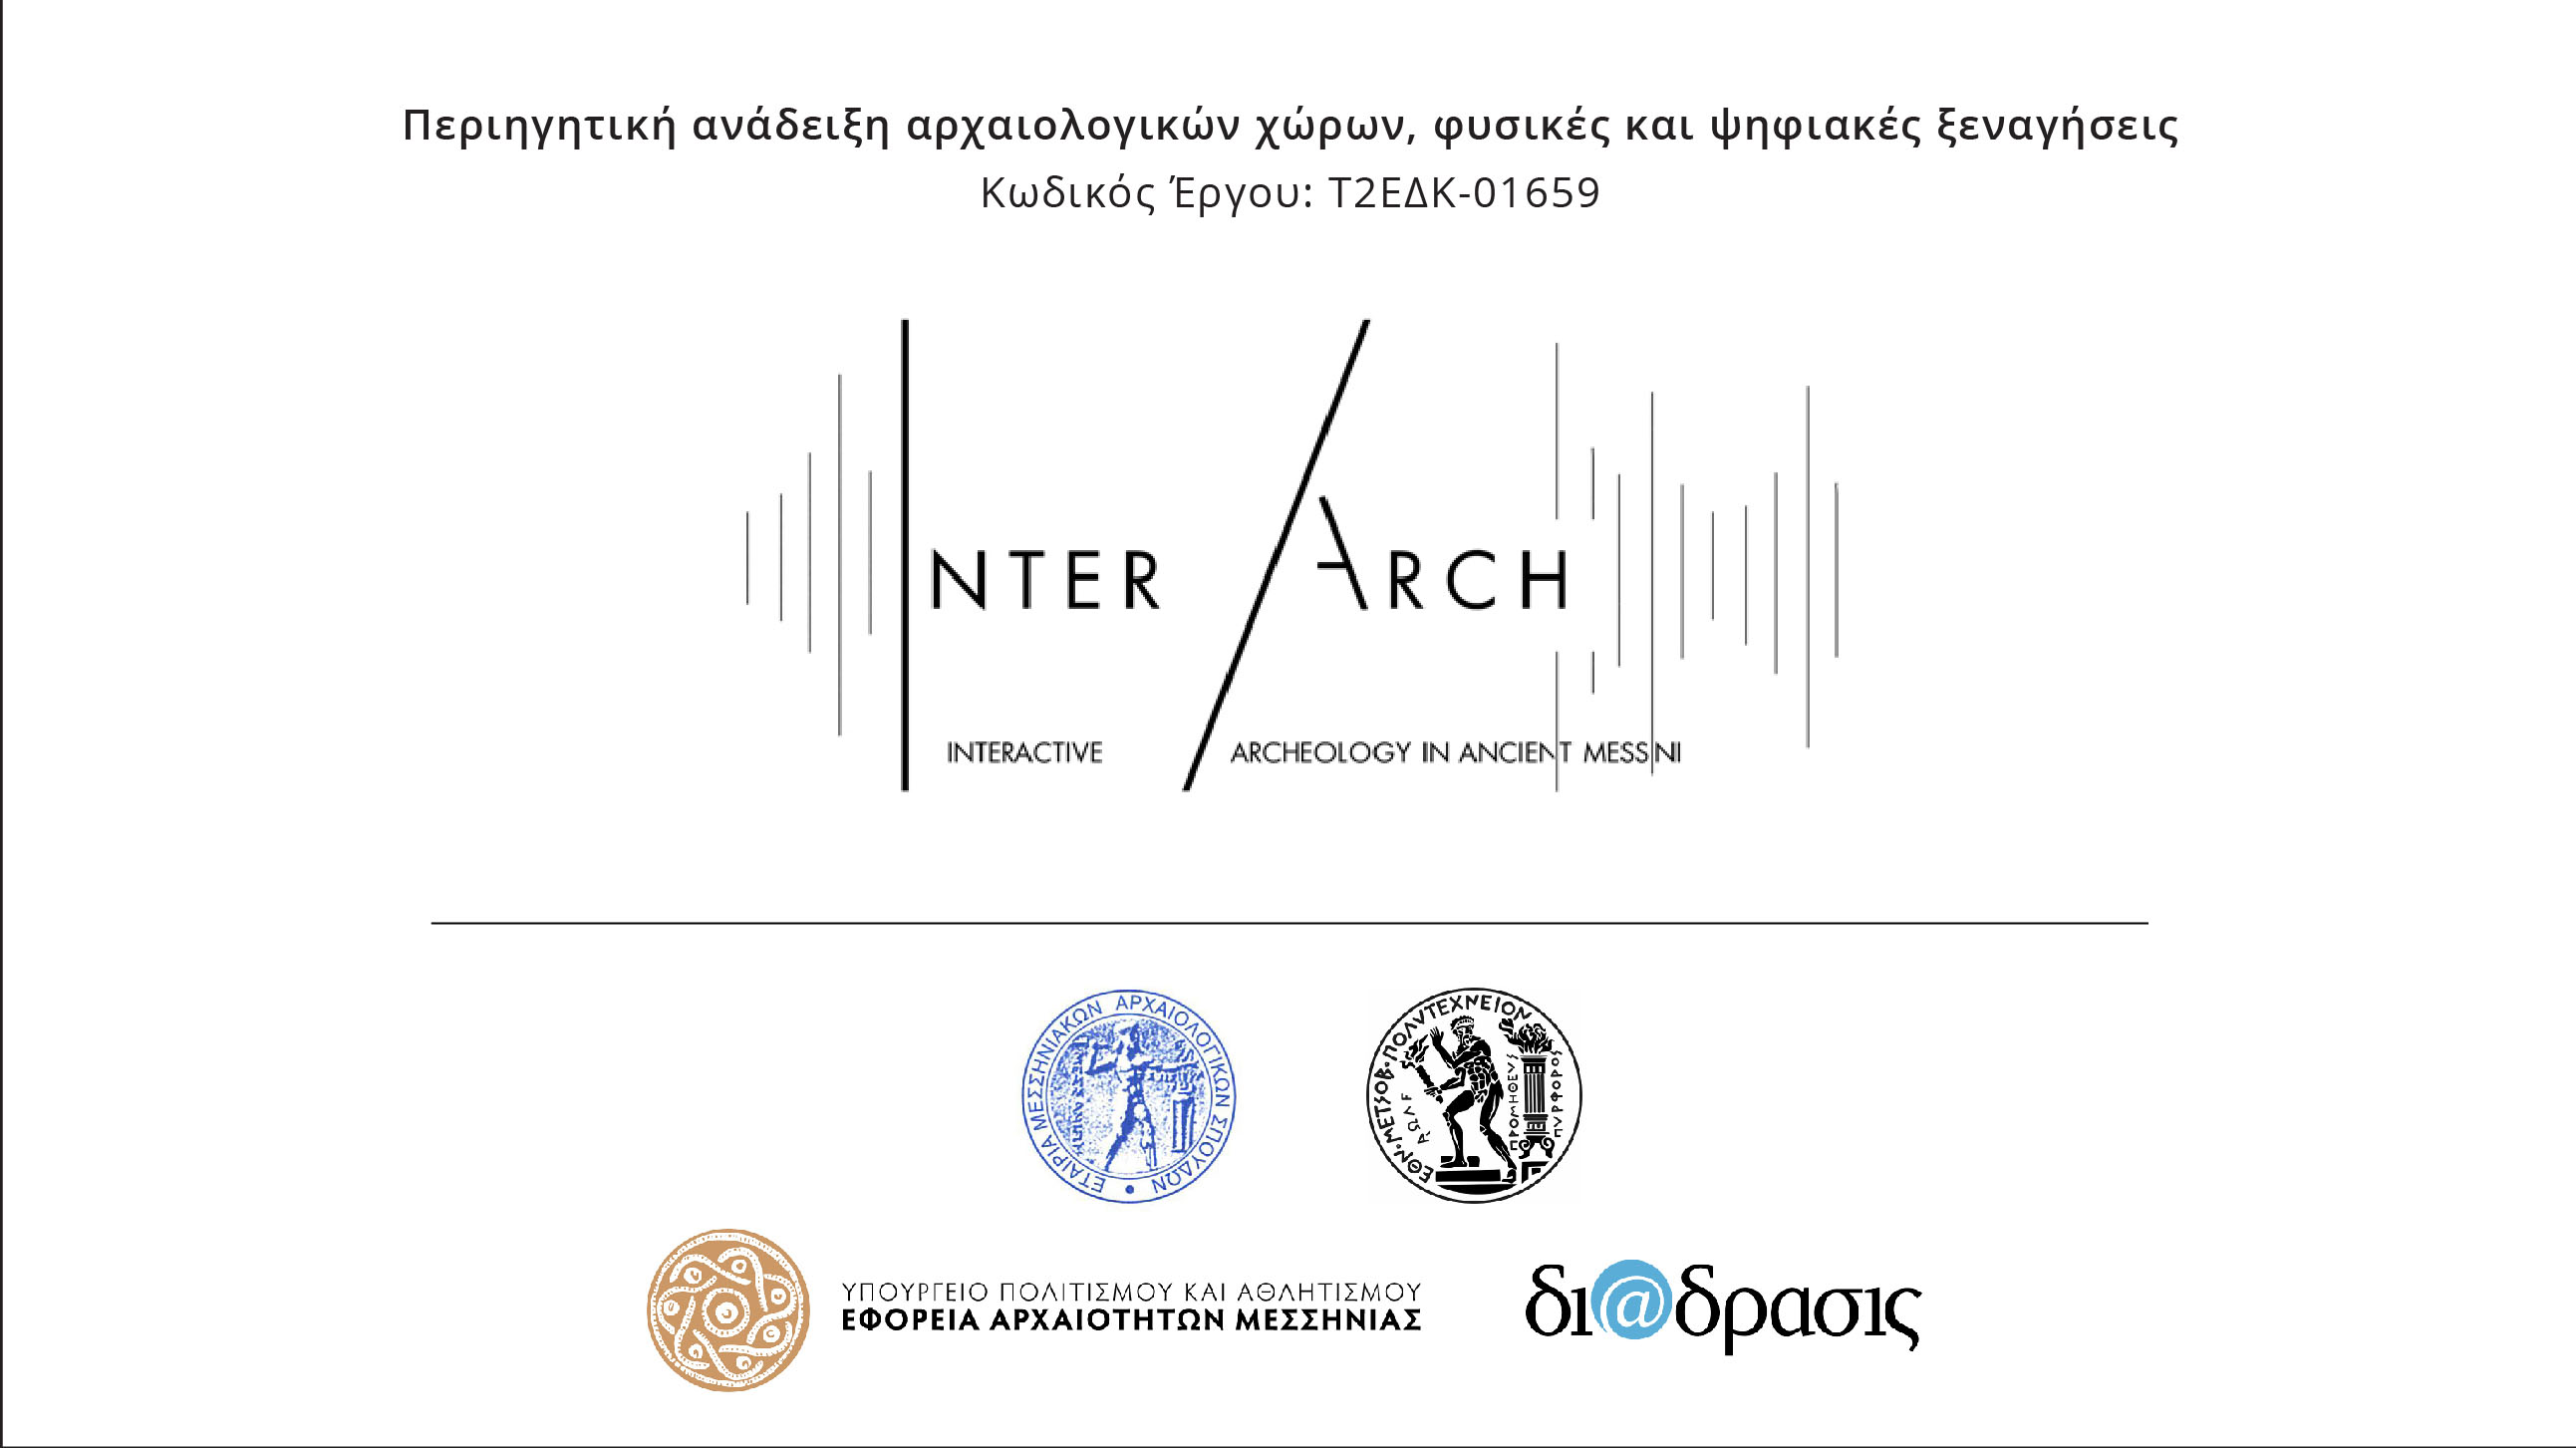 Περιηγητική ανάδειξη αρχαιολογικών χώρων, φυσικές και ψηφιακές ξεναγήσεις
Κωδικός Έργου: Τ2ΕΔΚ-01659
INTER ARCH
INTERACTIVE ARCHEOLOGY IN ANCIENT MESSINI
ΕΤΑΙΡΙΑ ΜΕΣΣΗΝΙΑΚΩΝ ΑΡΧΑΙΟΛΟΓΙΚΩΝ ΣΠΟΥΔΩΝ
ΕΘΝ·ΜΕΤΣΟΒ·ΠΟΛΥΤΕΧΝΕΙΟΝ
ΠΡΟΜΗΘΕΥΣ
ΠΥΡΦΟΡΟΣ
ΥΠΟΥΡΓΕΙΟ ΠΟΛΙΤΙΣΜΟΥ ΚΑΙ ΑΘΛΗΤΙΣΜΟΥ
ΕΦΟΡΕΙΑ ΑΡΧΑΙΟΤΗΤΩΝ ΜΕΣΣΗΝΙΑΣ
δι@δρασις